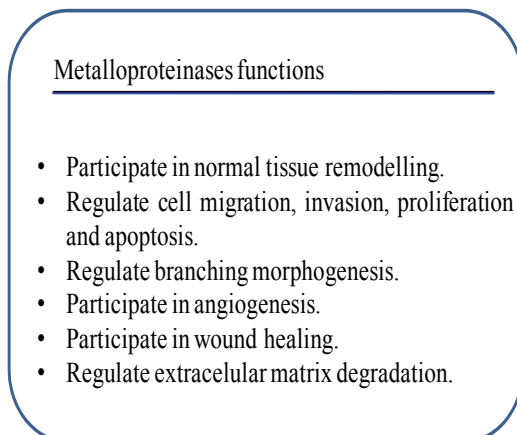 Metalloproteinases functions
• Participate in normal tissue remodelling.
• Regulate cell migration, invasion, proliferation
and apoptosis.
• Regulate branching morphogenesis.
• Participate in angiogenesis.
• Participate in wound healing.
• Regulate extracelular matrix degradation.